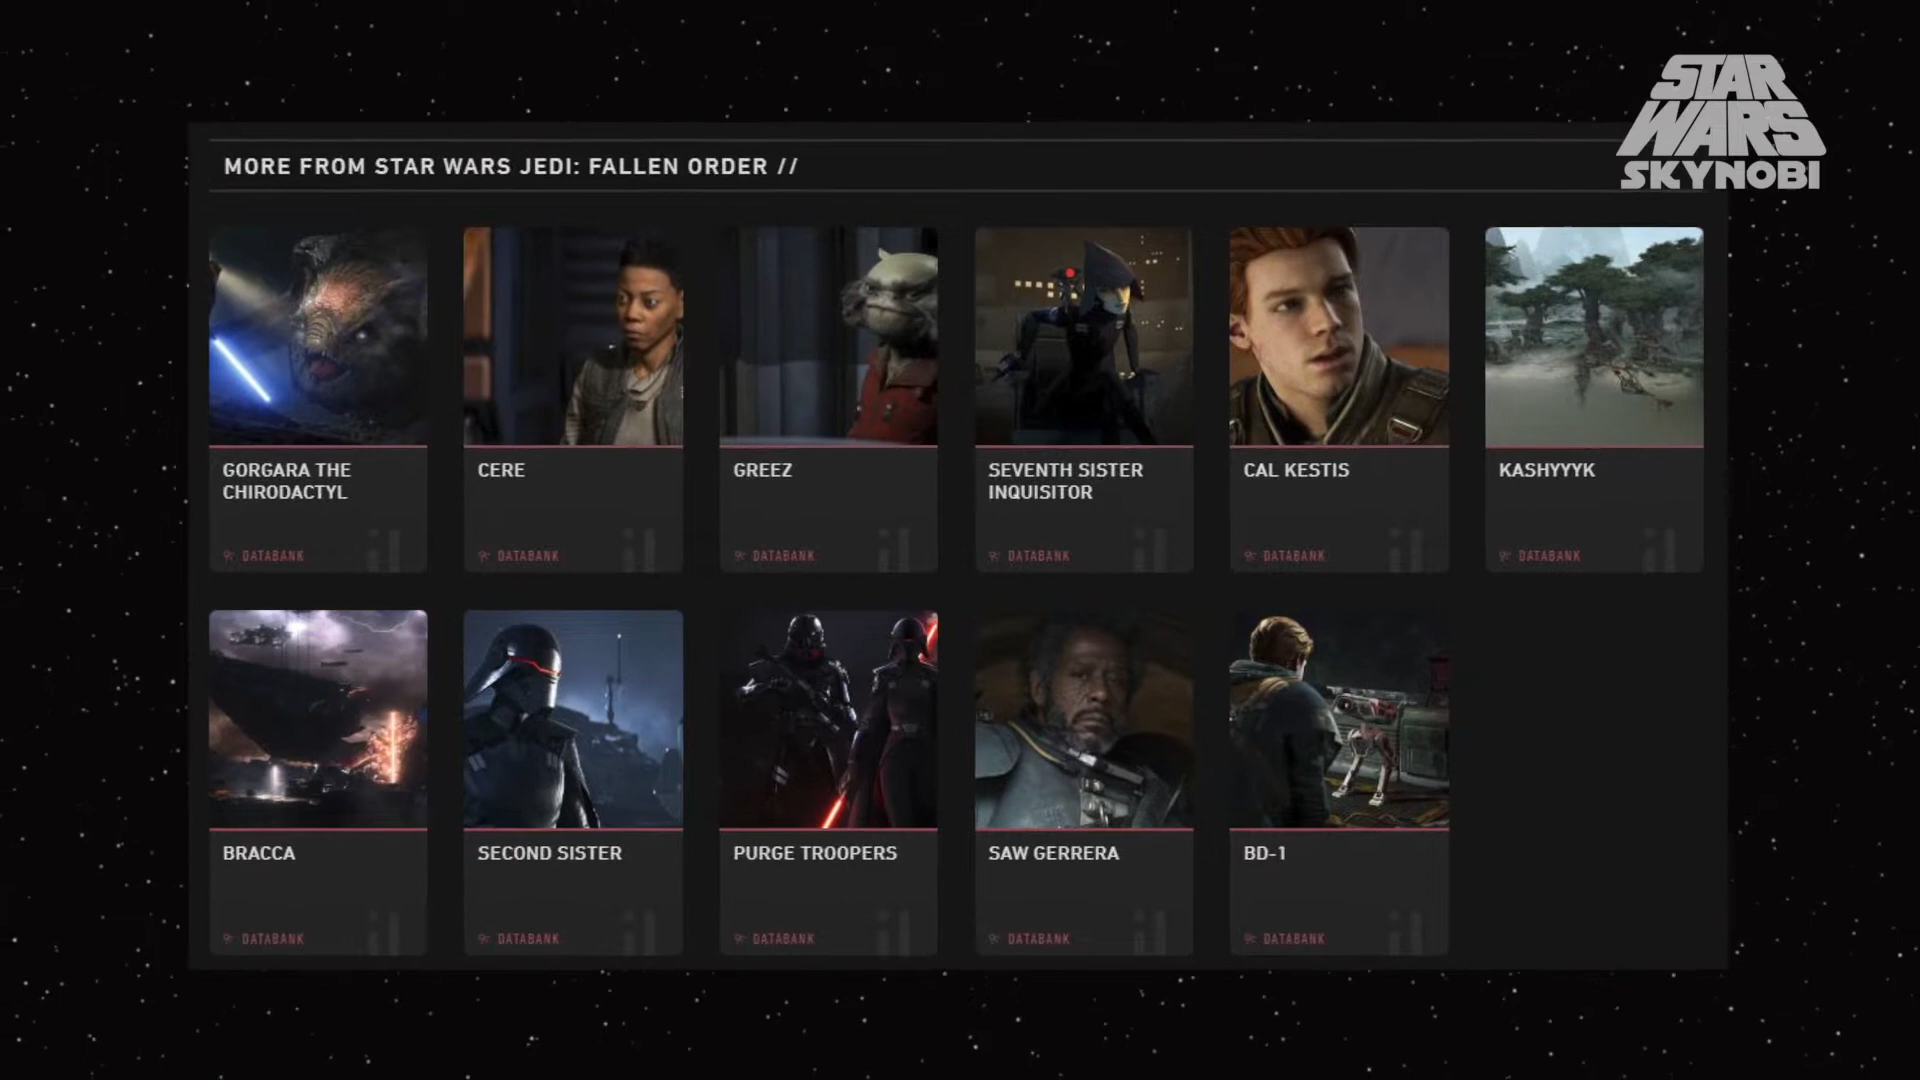 STAR
WARS
SKYNOBI
MORE FROM STAR WARS JEDI: FALLEN ORDER //
GORGARA THE
CHIRODACTYL
DATABANK
CERE
DATABANK
GREEZ
DATABANK
SEVENTH SISTER
INQUISITOR
DATABANK
CAL KESTIS
DATABANK
KASHYYYK
DATABANK
BRACCA
DATABANK
SECOND SISTER
DATABANK
PURGE TROOPERS
DATABANK
SAW GERRERA
DATABANK
BD-1
DATABANK